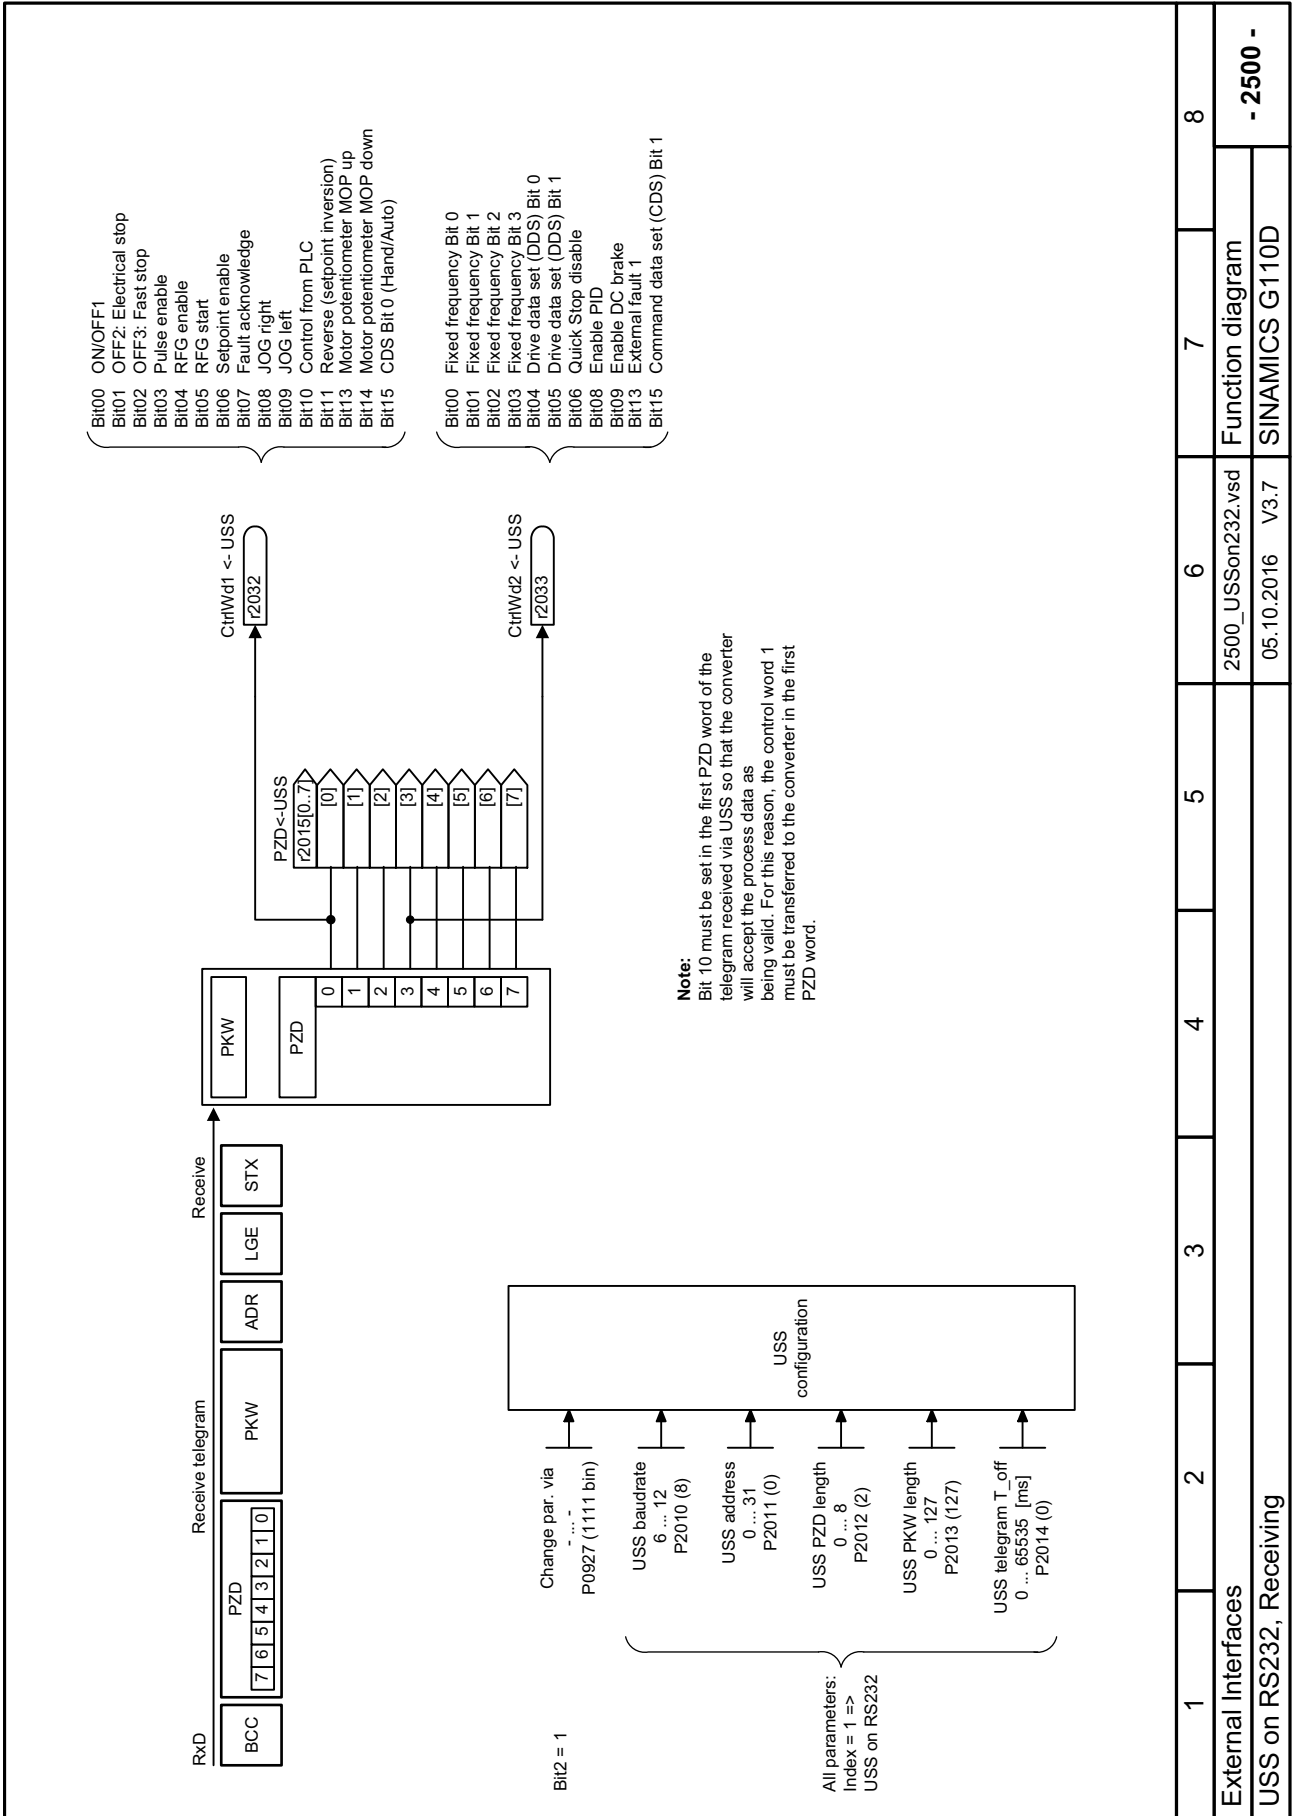 RxD
Receive telegram
Receive
BCC
PZD
7 6 5 4 3 2 1 0
PKW
ADR
LGE
STX
PKW
PZD
0
1
2
3
4
5
6
7
PZD<-USS
r2015[0..7]
[0]
[1]
[2]
[3]
[4]
[5]
[6]
[7]
CtrlWd1 <- USS
r2032
CtrlWd2 <- USS
r2033
Bit00 ON/OFF1
Bit01 OFF2: Electrical stop
Bit02 OFF3: Fast stop
Bit03 Pulse enable
Bit04 RFG enable
Bit05 RFG start
Bit06 Setpoint enable
Bit07 Fault acknowledge
Bit08 JOG right
Bit09 JOG left
Bit10 Control from PLC
Bit11 Reverse (setpoint inversion)
Bit13 Motor potentiometer MOP up
Bit14 Motor potentiometer MOP down
Bit15 CDS Bit 0 (Hand/Auto)
Bit00 Fixed frequency Bit 0
Bit01 Fixed frequency Bit 1
Bit02 Fixed frequency Bit 2
Bit03 Fixed frequency Bit 3
Bit04 Drive data set (DDS) Bit 0
Bit05 Drive data set (DDS) Bit 1
Bit06 Quick Stop disable
Bit08 Enable PID
Bit09 Enable DC brake
Bit13 External fault 1
Bit15 Command data set (CDS) Bit 1
Bit2 = 1
Change par. via
- ... -
P0927 (1111 bin)
USS baudrate
6 ... 12
P2010 (8)
USS address
0 ... 31
P2011 (0)
USS PZD length
0 ... 8
P2012 (2)
USS PKW length
0 ... 127
P2013 (127)
USS telegram T_off
0 ... 65535 [ms]
P2014 (0)
All parameters:
Index = 1 =>
USS on RS232
USS
configuration
Note:
Bit 10 must be set in the first PZD word of the
telegram received via USS so that the converter
will accept the process data as
being valid. For this reason, the control word 1
must be transferred to the converter in the first
PZD word.
1 2 3 4 5 6 7 8
External Interfaces
2500_USSon232.vsd
Function diagram
- 2500 -
USS on RS232, Receiving
05.10.2016 V3.7
SINAMICS G110D